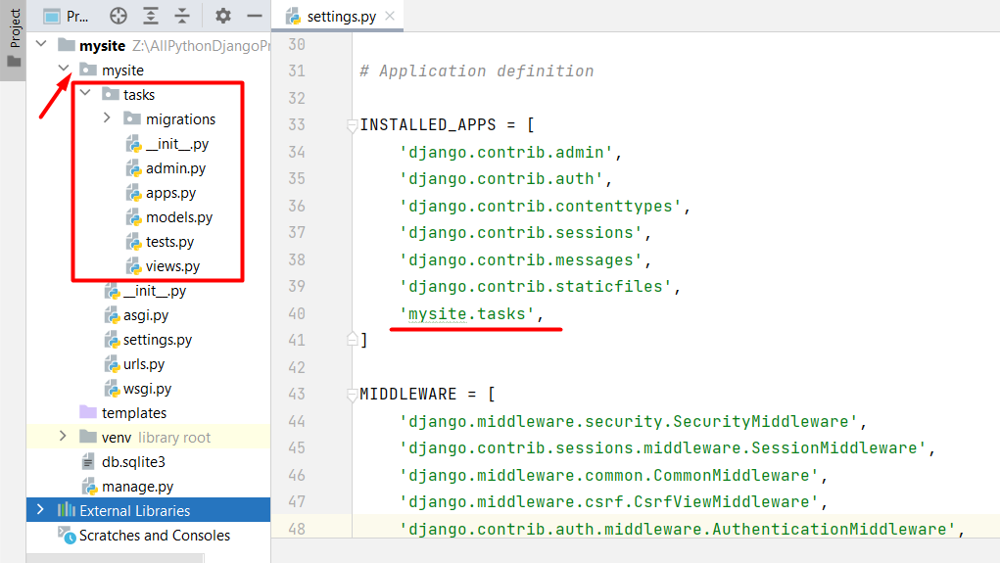 Project
Pr...
settings.py
mysite Z:\AllPythonDjangoPr
mysite
tasks
migrations
__init__.py
admin.py
apps.py
models.py
tests.py
views.py
__init__.py
asgi.py
settings.py
urls.py
wsgi.py
templates
venv library root
db.sqlite3
manage.py
External Libraries
Scratches and Consoles
30
31 # Application definition
32
33 INSTALLED_APPS = [
34 'django.contrib.admin',
35 'django.contrib.auth',
36 'django.contrib.contenttypes',
37 'django.contrib.sessions',
38 'django.contrib.messages',
39 'django.contrib.staticfiles',
40 'mysite.tasks',
41 ]
42
43 MIDDLEWARE = [
44 'django.middleware.security.SecurityMiddleware',
45 'django.contrib.sessions.middleware.SessionMiddleware',
46 'django.middleware.common.CommonMiddleware',
47 'django.middleware.csrf.CsrfViewMiddleware',
48 'django.contrib.auth.middleware.AuthenticationMiddleware',